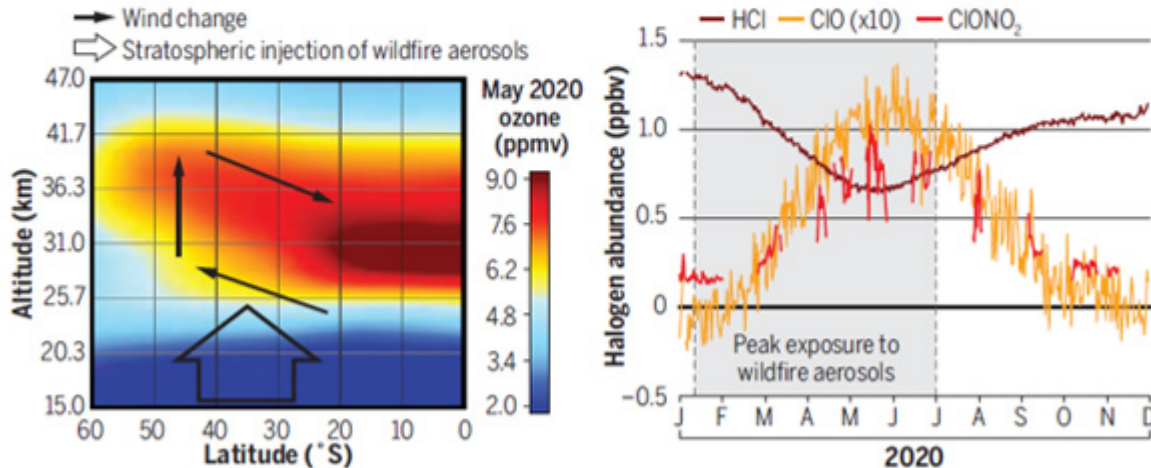 Wind change
Stratospheric injection of wildfire aerosols
47.0
41.7
36.3
31.0
25.7
20.3
15.0
Altitude (km)
60 50 40 30 20 10 0
Latitude (˚S)
May 2020
ozone
(ppmv)
9.0
7.6
6.2
4.8
3.4
2.0
HCl ClO (x10) ClONO₂
1.5
1.0
0.5
0
−0.5
Halogen abundance (ppbv)
Peak exposure to
wildfire aerosols
J F M A M J J A S O N D
2020